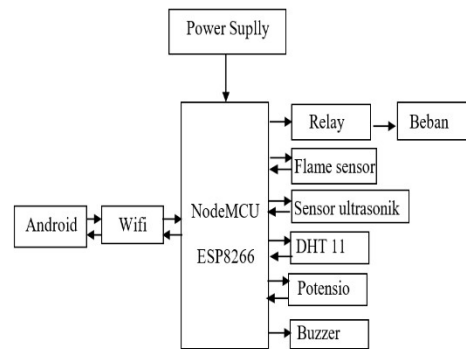 Power Suplly
Relay
Beban
Flame sensor
NodeMCU
ESP8266
Sensor ultrasonik
Android
Wifi
DHT 11
Potensio
Buzzer